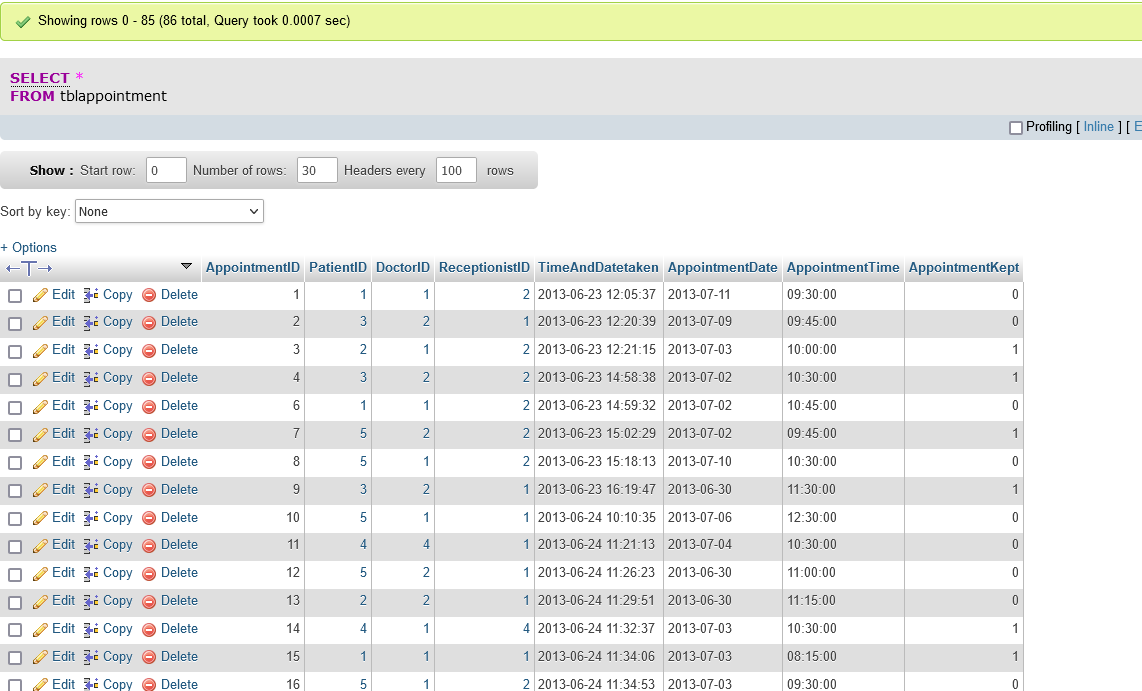 Showing rows 0 - 85 (86 total, Query took 0.0007 sec)
SELECT *
FROM tblappointment
Profiling [ Inline ] [ E
Show : Start row: 0 Number of rows: 30 Headers every 100 rows
Sort by key: None
+ Options
←T→ AppointmentID PatientID DoctorID ReceptionistID TimeAndDatetaken AppointmentDate AppointmentTime AppointmentKept
Edit Copy Delete 1 1 1 2 2013-06-23 12:05:37 2013-07-11 09:30:00 0
Edit Copy Delete 2 3 2 1 2013-06-23 12:20:39 2013-07-09 09:45:00 0
Edit Copy Delete 3 2 1 2 2013-06-23 12:21:15 2013-07-03 10:00:00 1
Edit Copy Delete 4 3 2 2 2013-06-23 14:58:38 2013-07-02 10:30:00 1
Edit Copy Delete 6 1 1 2 2013-06-23 14:59:32 2013-07-02 10:45:00 0
Edit Copy Delete 7 5 2 2 2013-06-23 15:02:29 2013-07-02 09:45:00 1
Edit Copy Delete 8 5 1 2 2013-06-23 15:18:13 2013-07-10 10:30:00 0
Edit Copy Delete 9 3 2 1 2013-06-23 16:19:47 2013-06-30 11:30:00 1
Edit Copy Delete 10 5 1 1 2013-06-24 10:10:35 2013-07-06 12:30:00 0
Edit Copy Delete 11 4 4 1 2013-06-24 11:21:13 2013-07-04 10:30:00 0
Edit Copy Delete 12 5 2 1 2013-06-24 11:26:23 2013-06-30 11:00:00 0
Edit Copy Delete 13 2 2 1 2013-06-24 11:29:51 2013-06-30 11:15:00 0
Edit Copy Delete 14 4 1 4 2013-06-24 11:32:37 2013-07-03 10:30:00 1
Edit Copy Delete 15 1 1 1 2013-06-24 11:34:06 2013-07-03 08:15:00 1
Edit Copy Delete 16 5 1 2 2013-06-24 11:34:53 2013-07-03 09:30:00 0